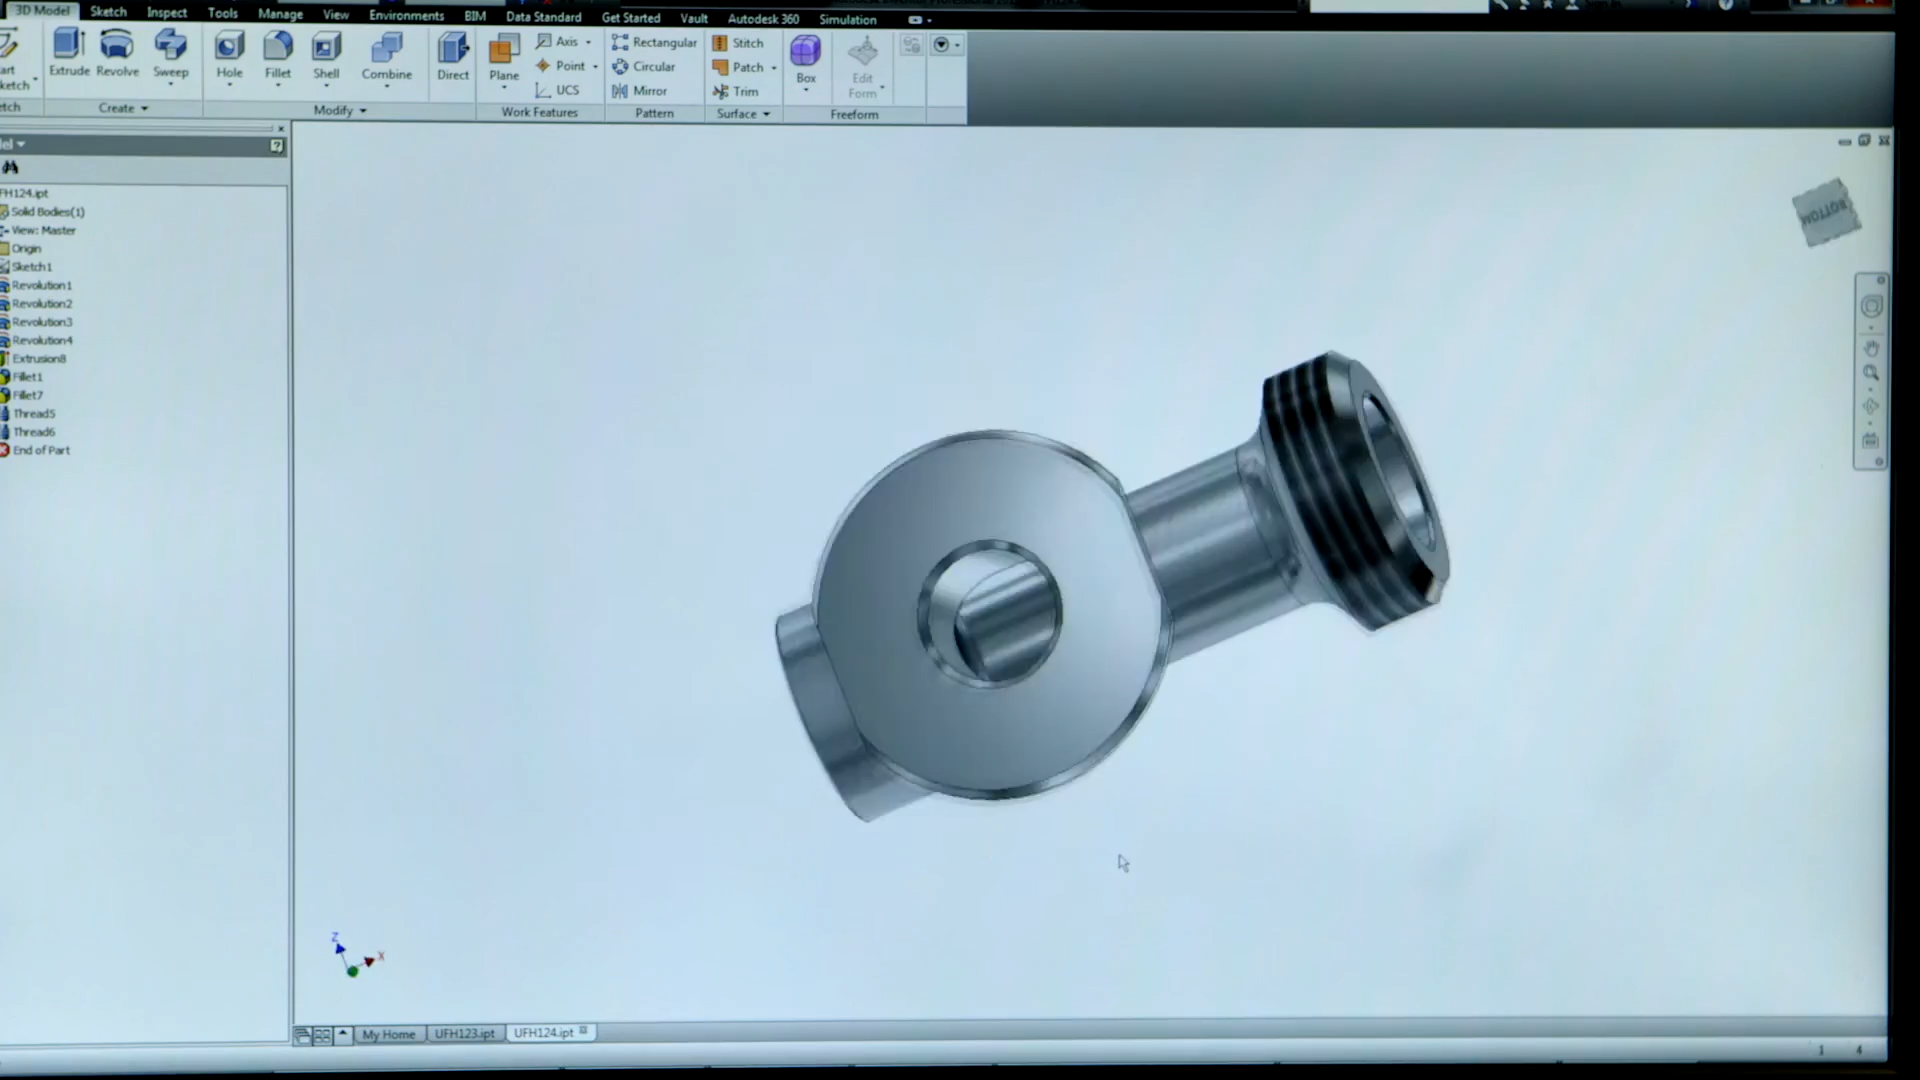 3D Model Sketch Inspect Tools Manage View Environments BIM Data Standard Get Started Vault Autodesk 360 Simulation
Extrude Revolve Sweep Hole Fillet Shell Combine Direct Plane Axis Point UCS Rectangular Circular Mirror Stitch Patch Trim Box Edit Form
Create Modify Work Features Pattern Surface Freeform
FH124.ipt
Solid Bodies(1)
View: Master
Origin
Sketch1
Revolution1
Revolution2
Revolution3
Revolution4
Extrusion8
Fillet1
Fillet7
Thread5
Thread6
End of Part
BOTTOM
Z
X
My Home UFH123.ipt UFH124.ipt
1 4